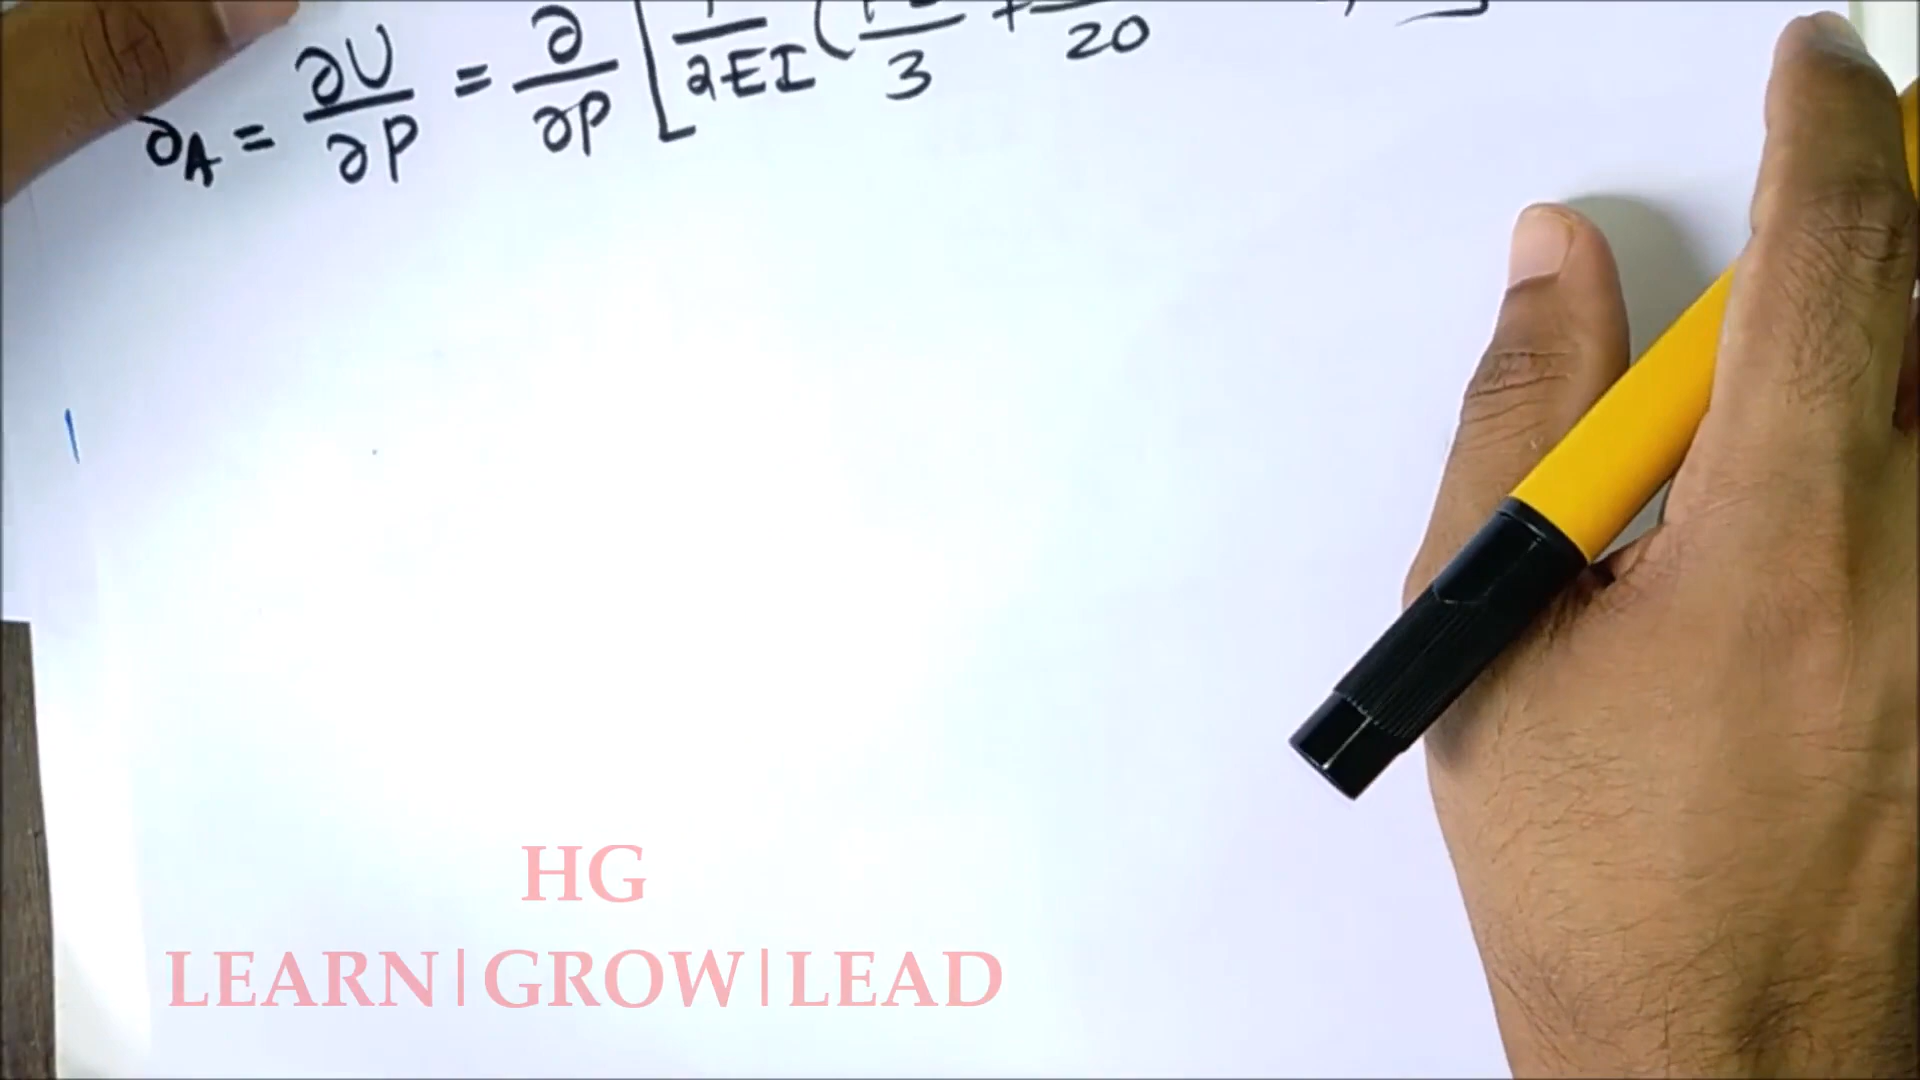 ∂A = ∂U/∂P = ∂/∂P [ 1/2EI ( /3 + /20
HG
LEARN|GROW|LEAD